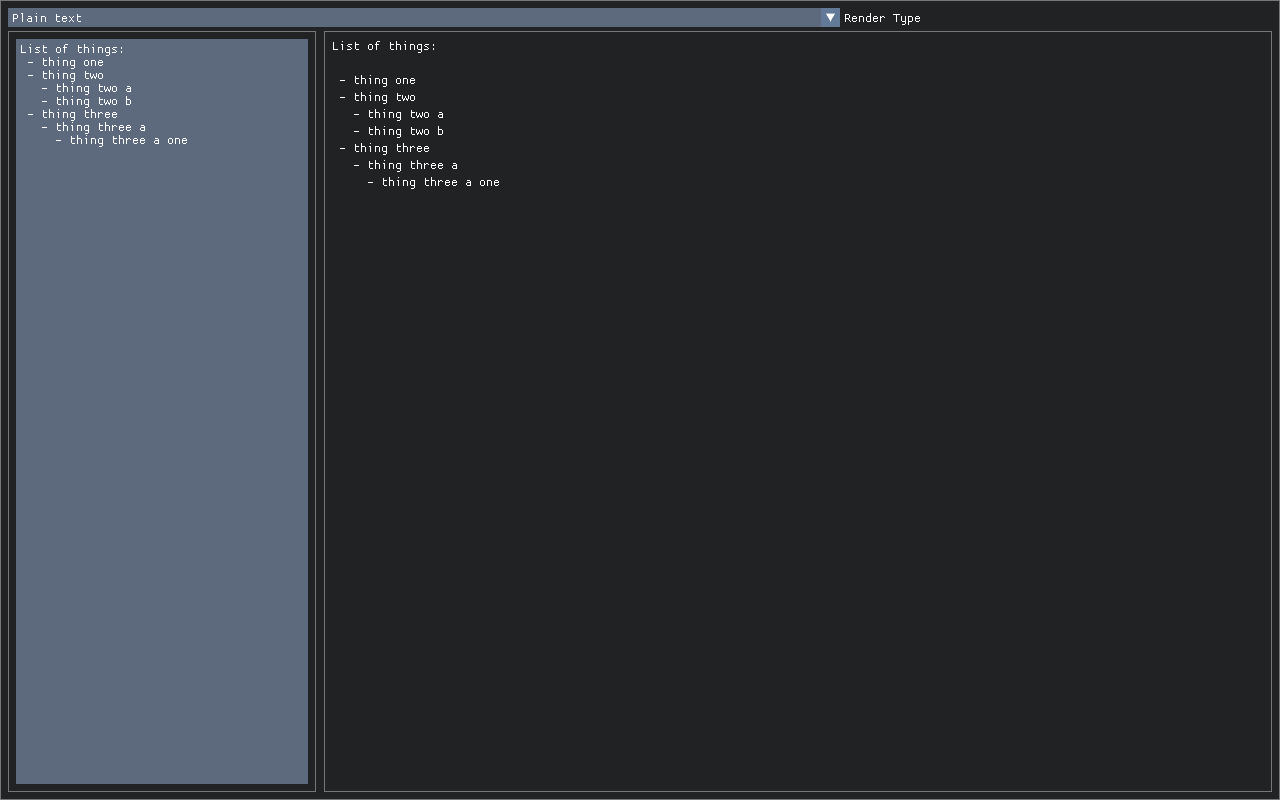 Plain text ▼ Render Type
List of things:
 - thing one
 - thing two
   - thing two a
   - thing two b
 - thing three
   - thing three a
     - thing three a one
List of things:

 - thing one
 - thing two
   - thing two a
   - thing two b
 - thing three
   - thing three a
     - thing three a one